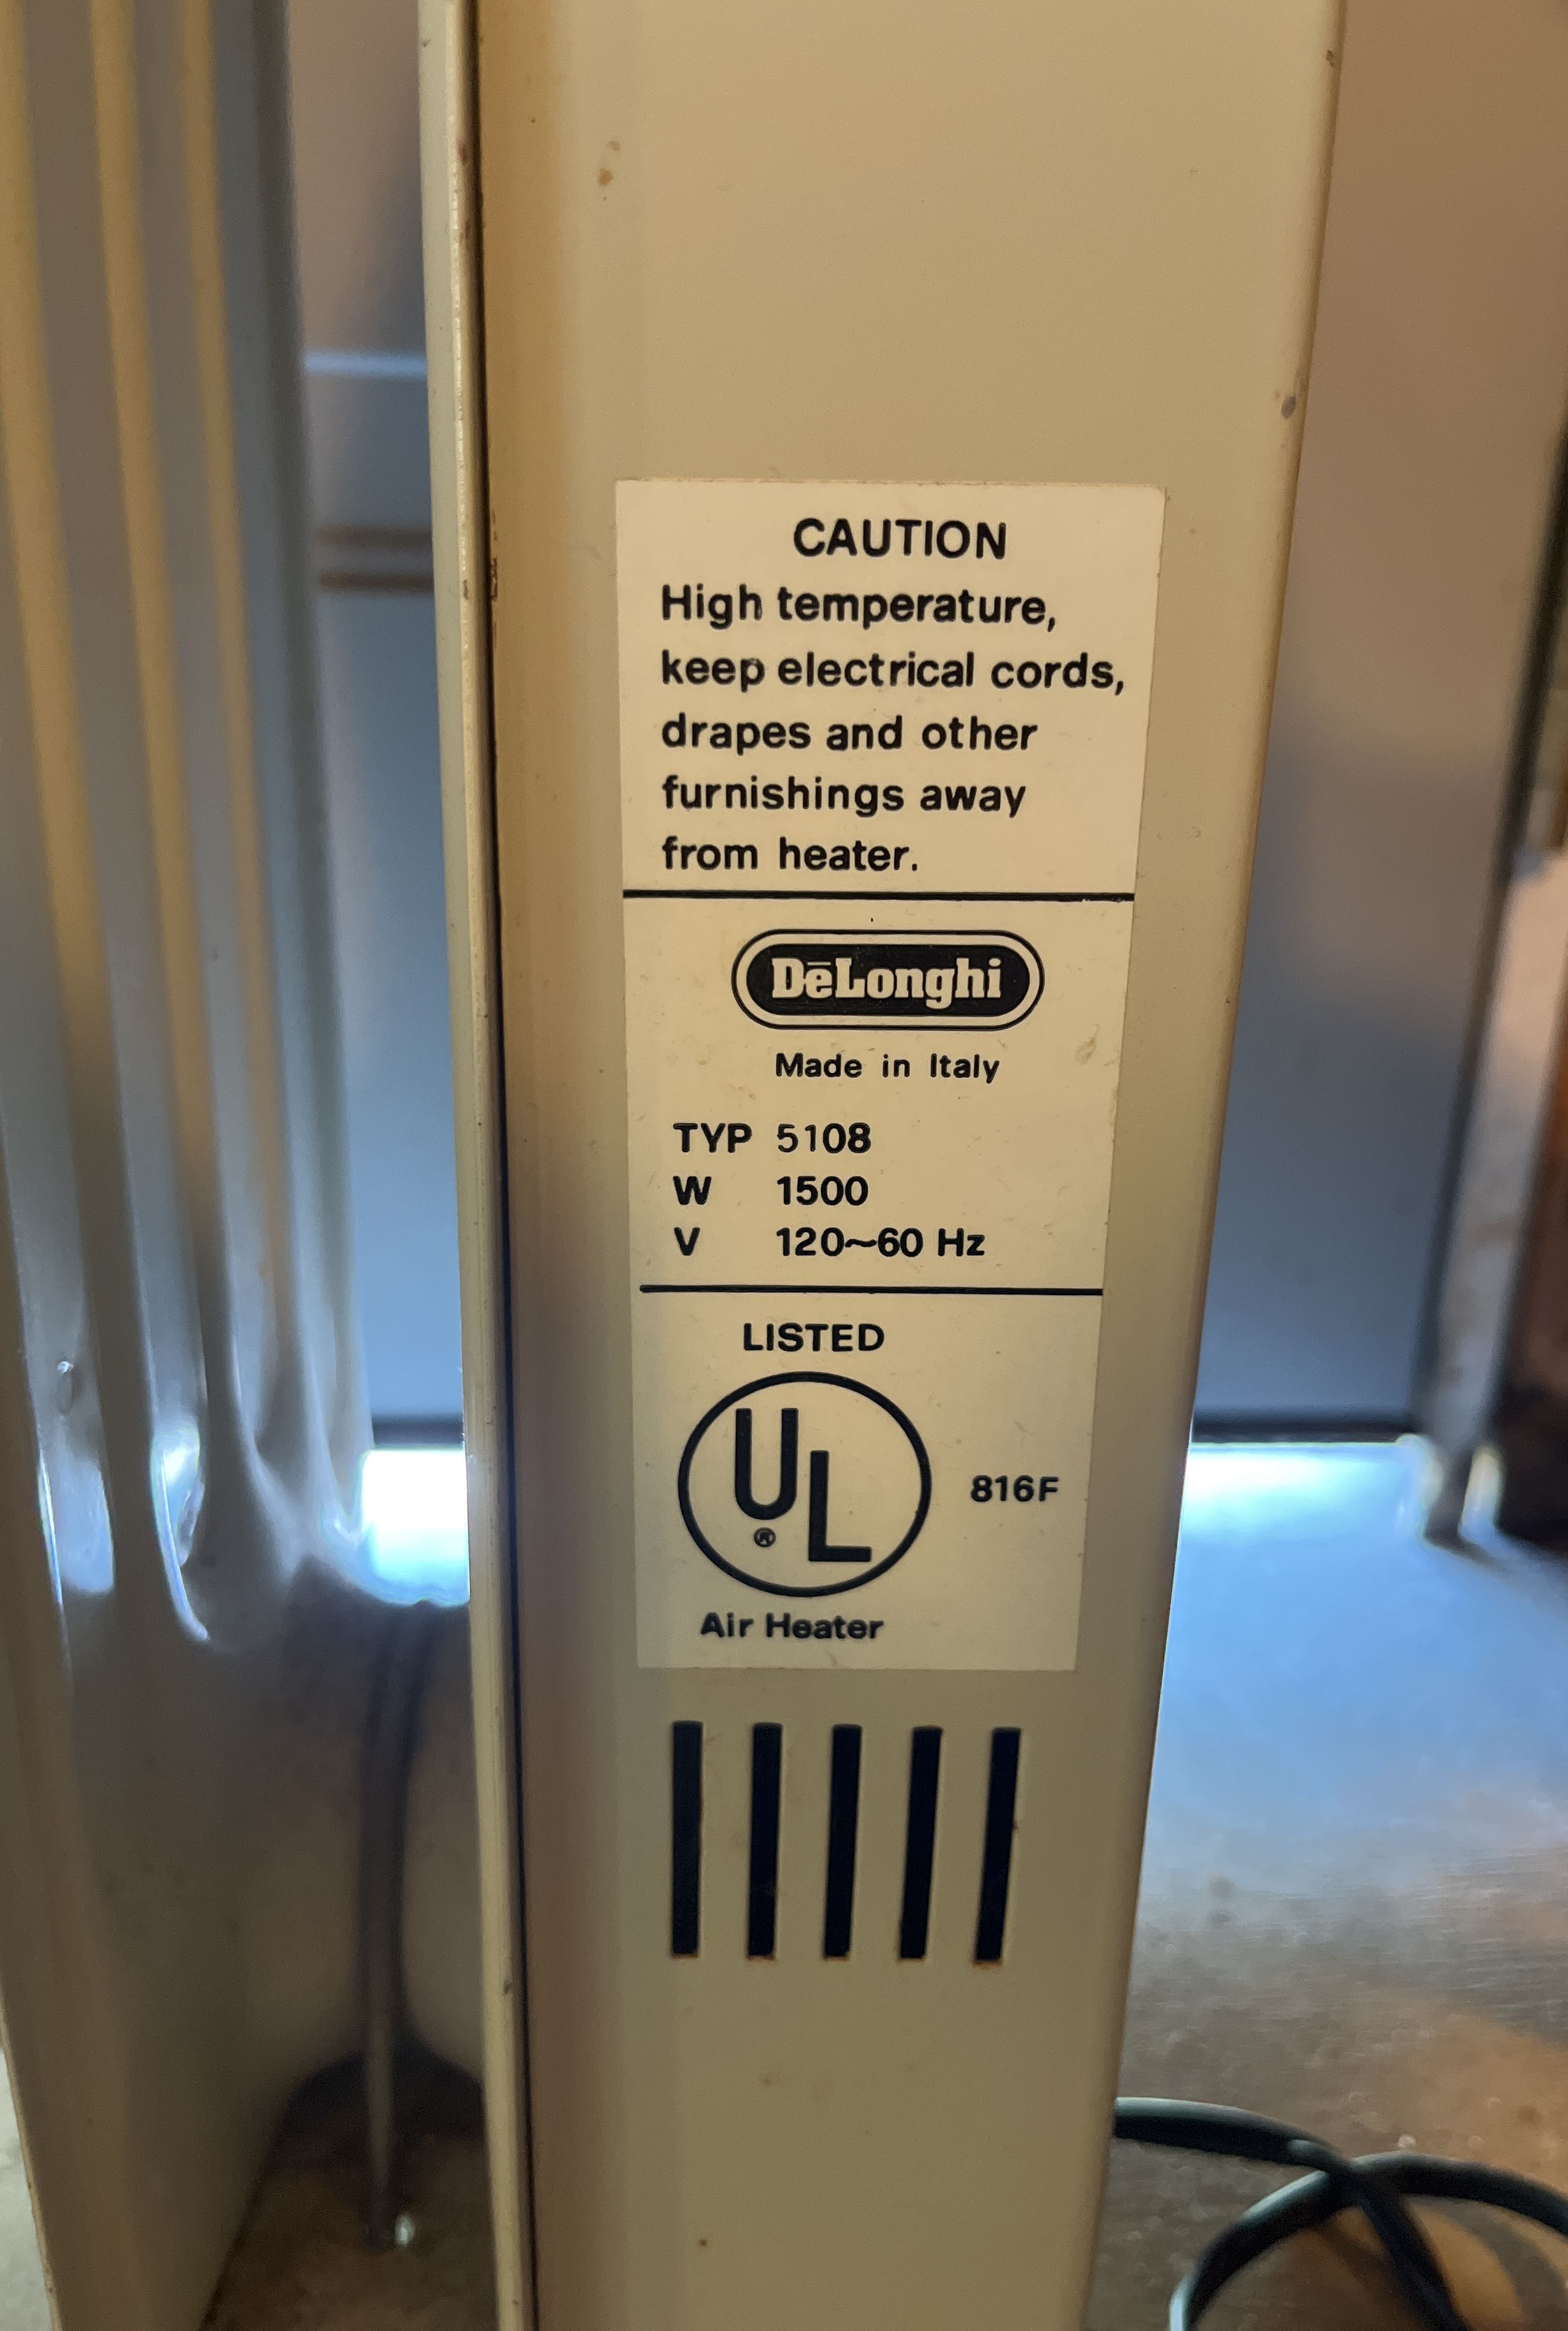 CAUTION
High temperature,
keep electrical cords,
drapes and other
furnishings away
from heater.
DēLonghi
Made in Italy
TYP 5108
W 1500
V 120~60 Hz
LISTED
UL
®
816F
Air Heater